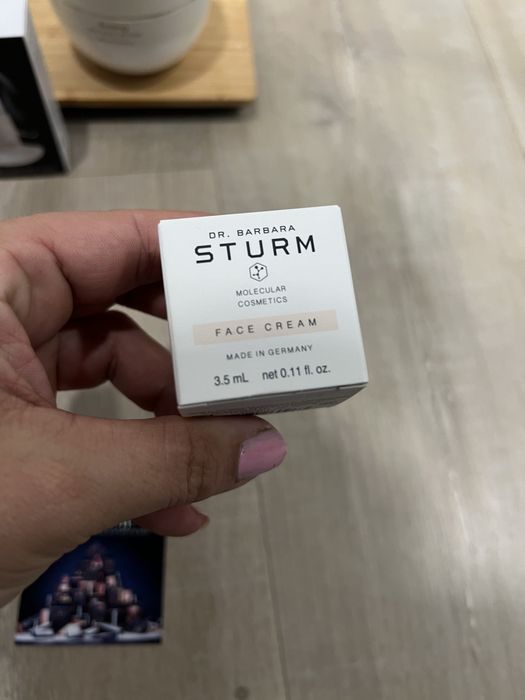 DR. BARBARA
STURM
MOLECULAR
COSMETICS
FACE CREAM
MADE IN GERMANY
3.5 mL net 0.11 fl. oz.